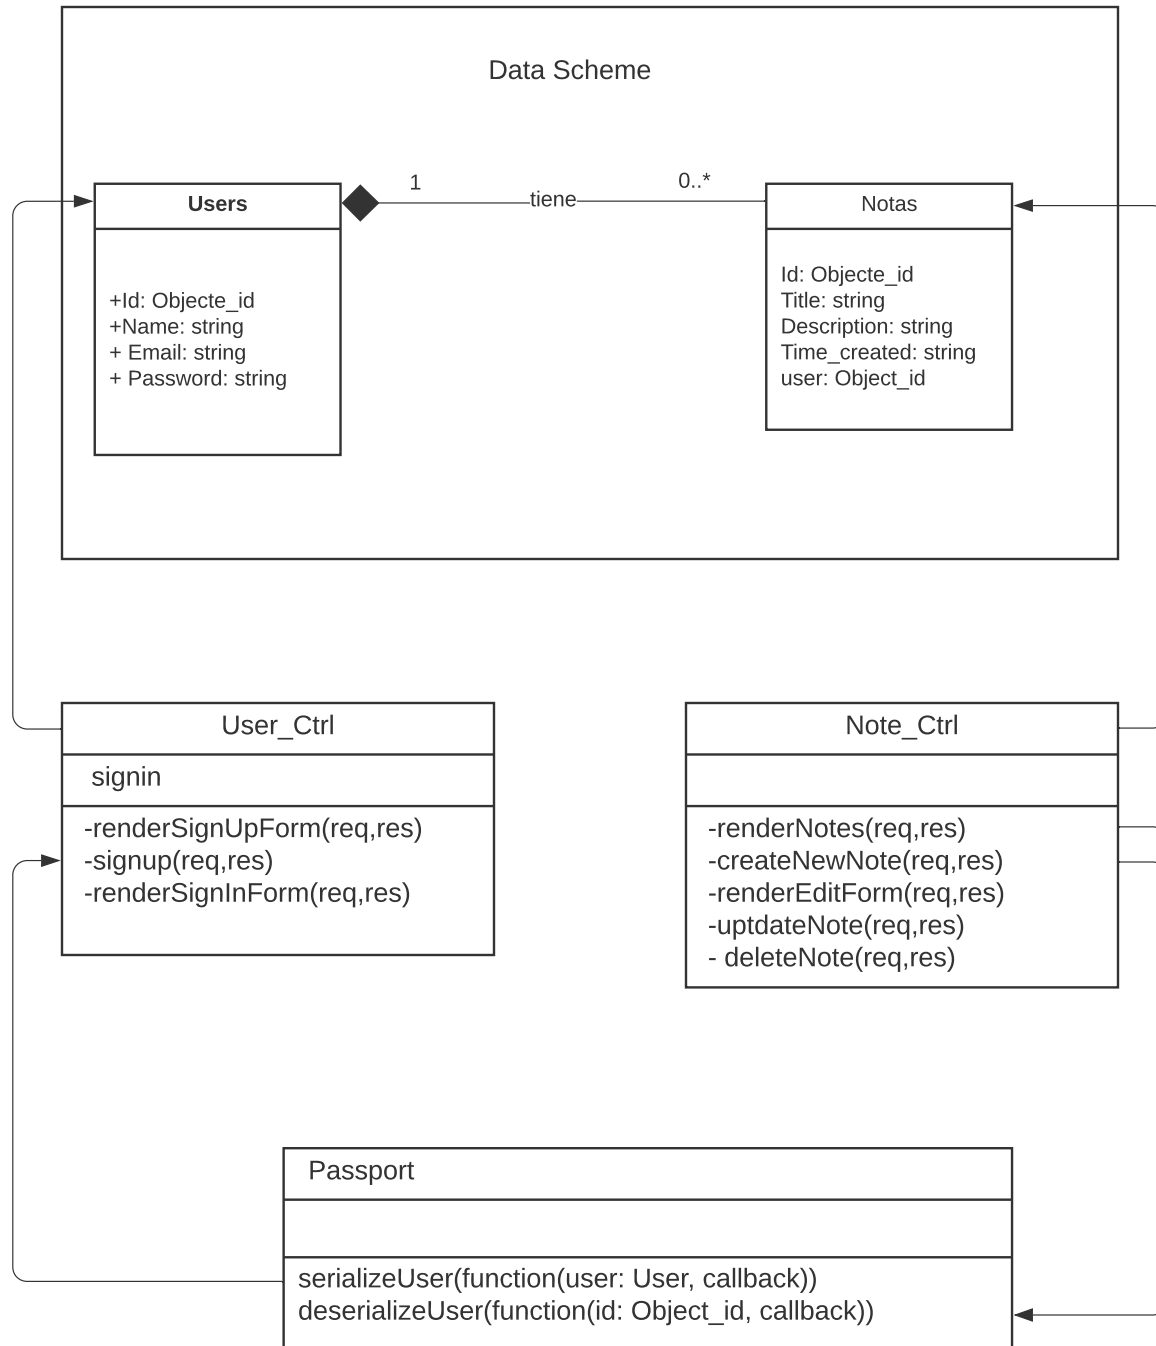 Data Scheme
Users
1
tiene
0..*
Notas
+Id: Objecte_id
+Name: string
+ Email: string
+ Password: string
Id: Objecte_id
Title: string
Description: string
Time_created: string
user: Object_id
User_Ctrl
signin
-renderSignUpForm(req,res)
-signup(req,res)
-renderSignInForm(req,res)
Note_Ctrl
-renderNotes(req,res)
-createNewNote(req,res)
-renderEditForm(req,res)
-uptdateNote(req,res)
- deleteNote(req,res)
Passport
serializeUser(function(user: User, callback))
deserializeUser(function(id: Object_id, callback))